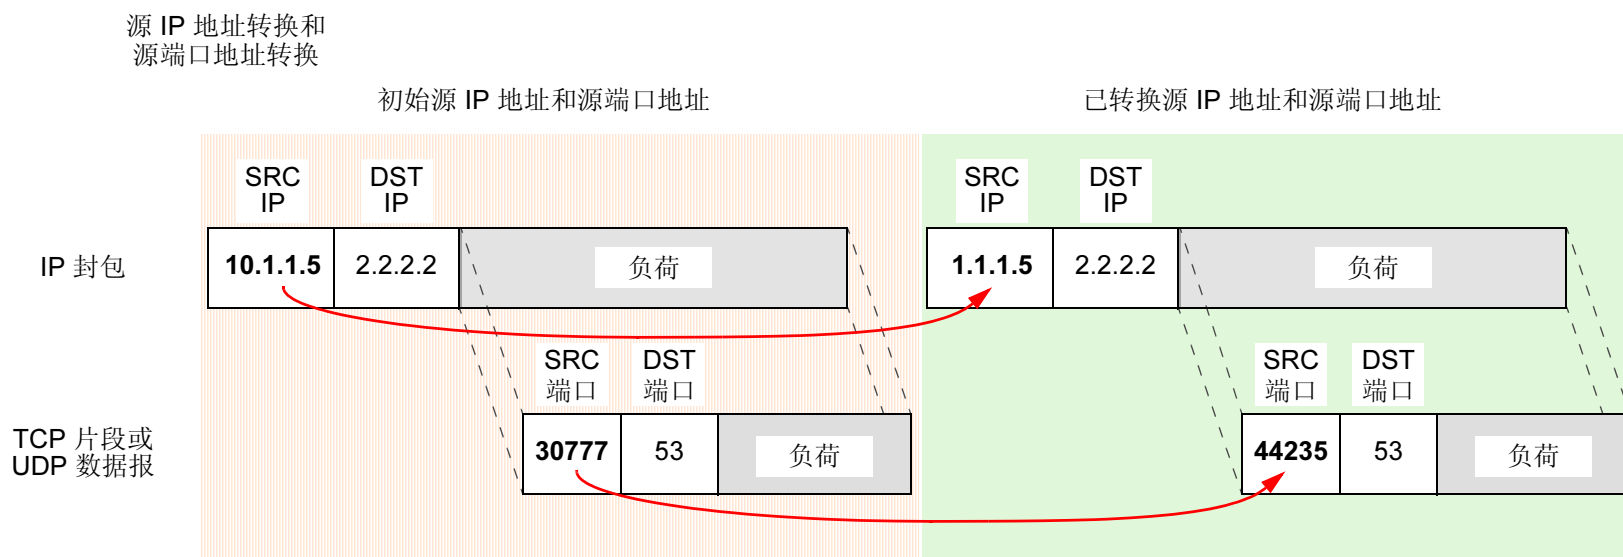 源 IP 地址转换和
源端口地址转换
初始源 IP 地址和源端口地址
已转换源 IP 地址和源端口地址
SRC
IP
DST
IP
SRC
IP
DST
IP
IP 封包
10.1.1.5
2.2.2.2
负荷
1.1.1.5
2.2.2.2
负荷
SRC
端口
DST
端口
SRC
端口
DST
端口
TCP 片段或
UDP 数据报
30777
53
负荷
44235
53
负荷